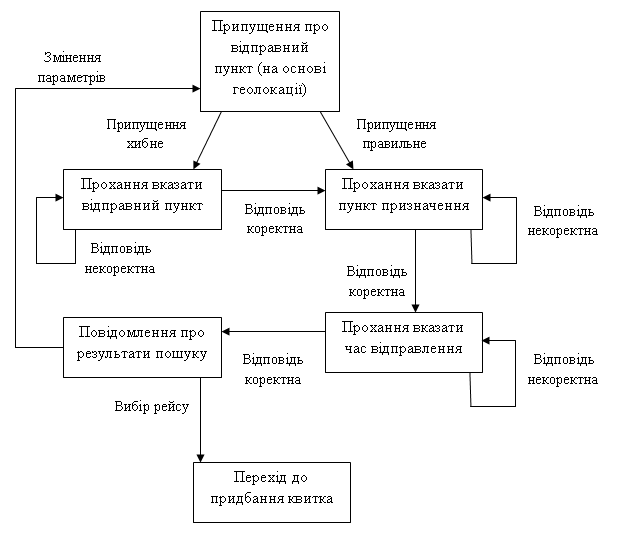 Припущення про
відправний
пункт (на основі
геолокації)
Змінення
параметрів
Припущення
хибне
Припущення
правильне
Прохання вказати
відправний пункт
Відповідь
коректна
Прохання вказати
пункт призначення
Відповідь
некоректна
Відповідь
некоректна
Відповідь
коректна
Повідомлення про
результати пошуку
Відповідь
коректна
Прохання вказати
час відправлення
Відповідь
некоректна
Вибір рейсу
Перехід до
придбання квитка